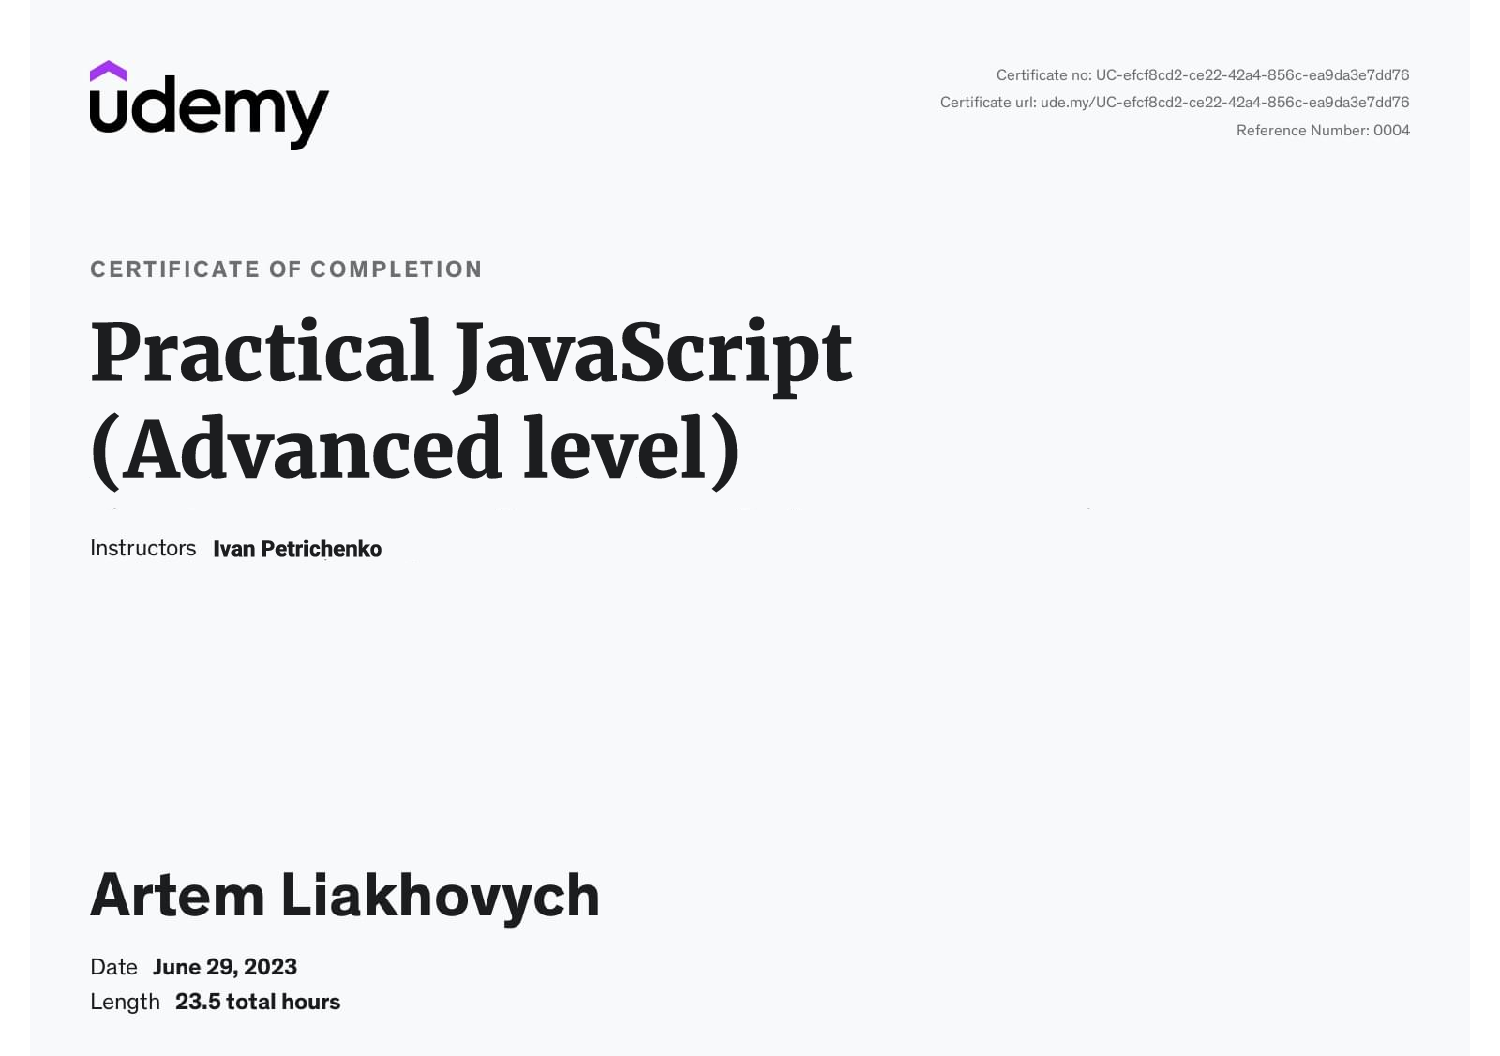 udemy
Certificate no: UC-efcf8cd2-ce22-42a4-856c-ea9da3e7dd76
Certificate url: ude.my/UC-efcf8cd2-ce22-42a4-856c-ea9da3e7dd76
Reference Number: 0004
CERTIFICATE OF COMPLETION
Practical JavaScript
(Advanced level)
Instructors Ivan Petrichenko
Artem Liakhovych
Date June 29, 2023
Length 23.5 total hours